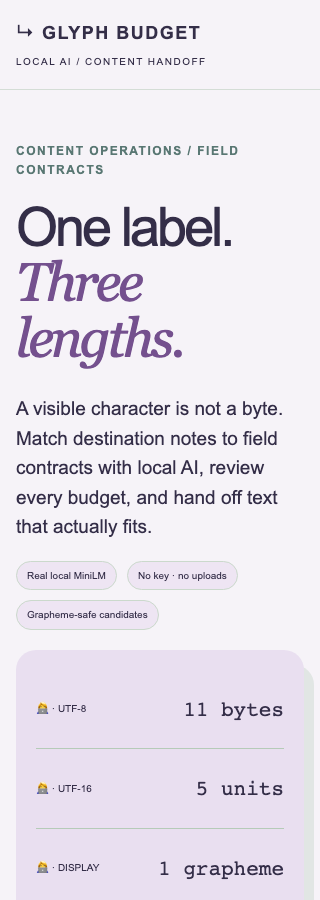 ↳ GLYPH BUDGET
LOCAL AI / CONTENT HANDOFF
CONTENT OPERATIONS / FIELD
CONTRACTS
One label.
Three
lengths.
A visible character is not a byte.
Match destination notes to field
contracts with local AI, review
every budget, and hand off text
that actually fits.
Real local MiniLM
No key · no uploads
Grapheme-safe candidates
👩‍🚀 · UTF-8 11 bytes
👩‍🚀 · UTF-16 5 units
👩‍🚀 · DISPLAY 1 grapheme